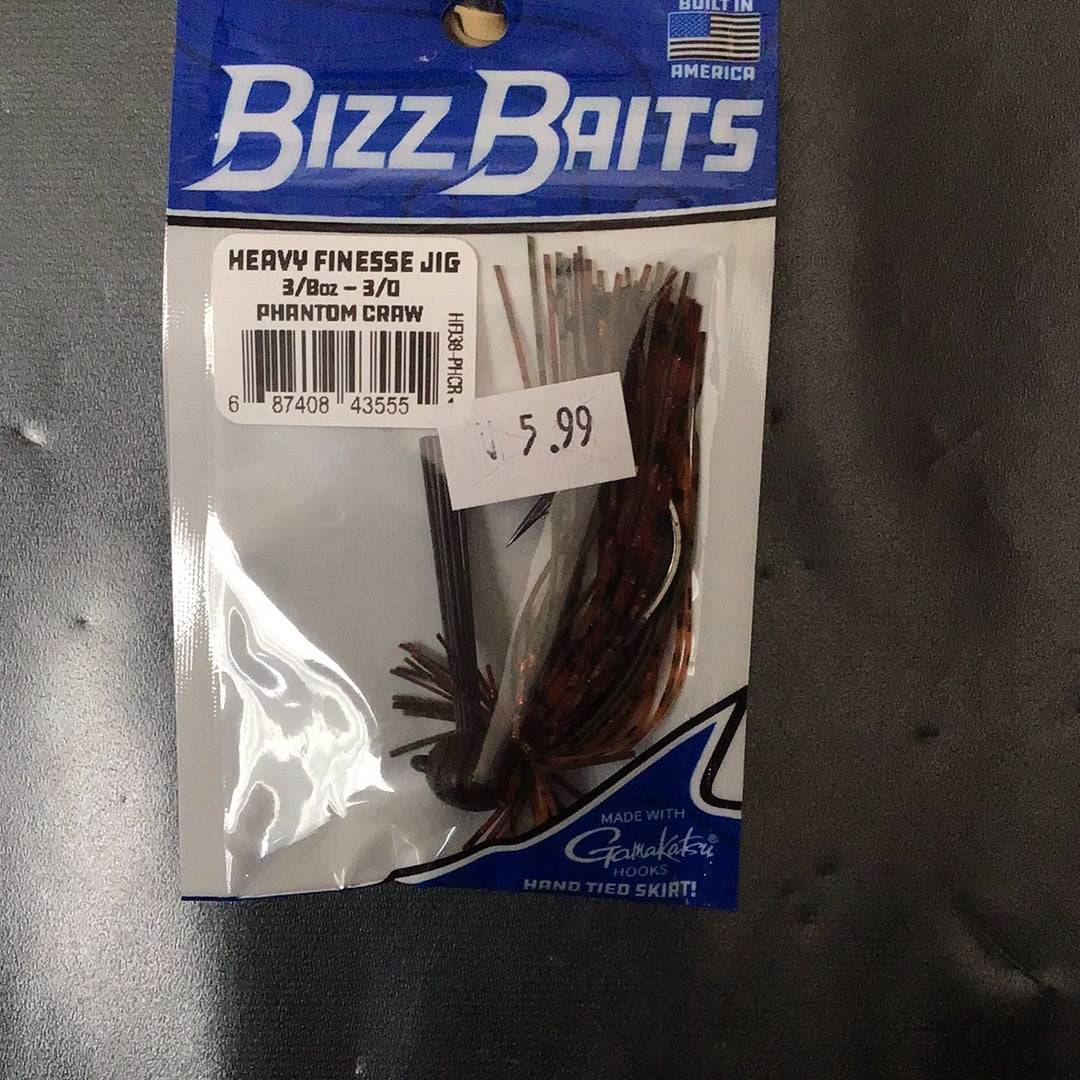 BUILT IN
AMERICA
BIZZ BAITS
HEAVY FINESSE JIG
3/8oz – 3/0
PHANTOM CRAW
6 87408 43555
5.99
MADE WITH
Gamakatsu®
HOOKS
HAND TIED SKIRT!